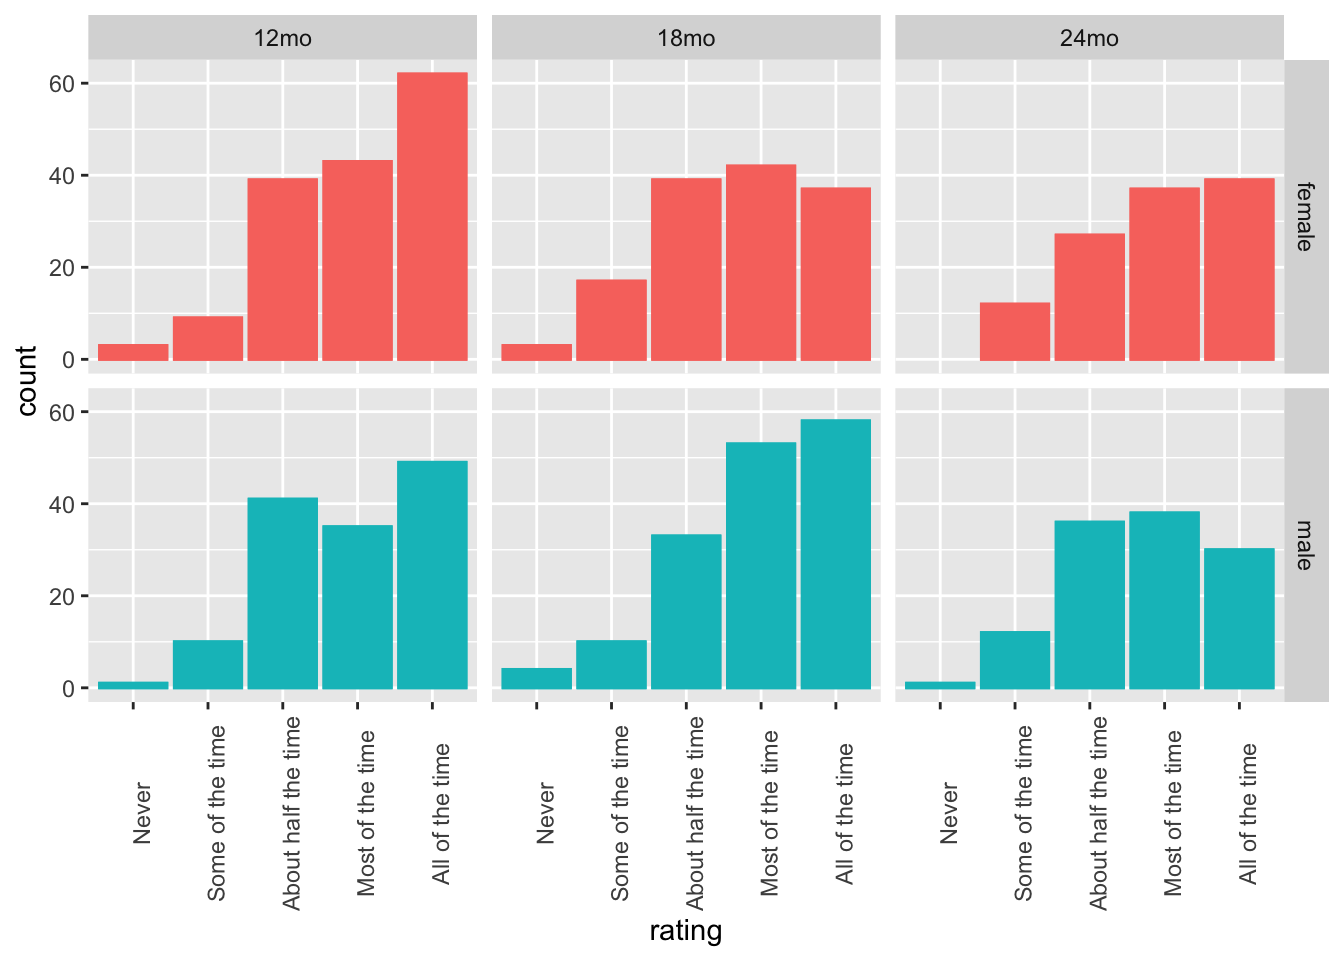 12mo
18mo
24mo
count
60
40
20
0
female
60
40
20
0
male
Never
Some of the time
About half the time
Most of the time
All of the time
Never
Some of the time
About half the time
Most of the time
All of the time
Never
Some of the time
About half the time
Most of the time
All of the time
rating